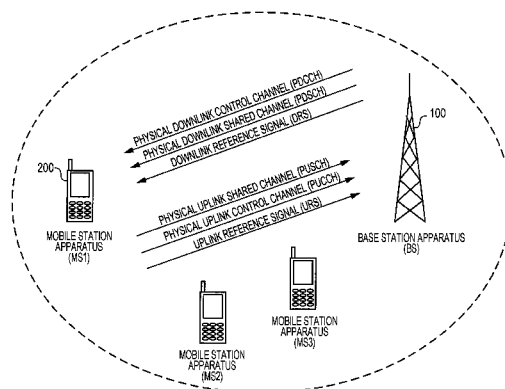 PHYSICAL DOWNLINK CONTROL CHANNEL (PDCCH)
PHYSICAL DOWNLINK SHARED CHANNEL (PDSCH)
DOWNLINK REFERENCE SIGNAL (DRS)
100
200
PHYSICAL UPLINK SHARED CHANNEL (PUSCH)
PHYSICAL UPLINK CONTROL CHANNEL (PUCCH)
UPLINK REFERENCE SIGNAL (URS)
MOBILE STATION
APPARATUS
(MS1)
BASE STATION APPARATUS
(BS)
MOBILE STATION
APPARATUS
(MS3)
MOBILE STATION
APPARATUS
(MS2)